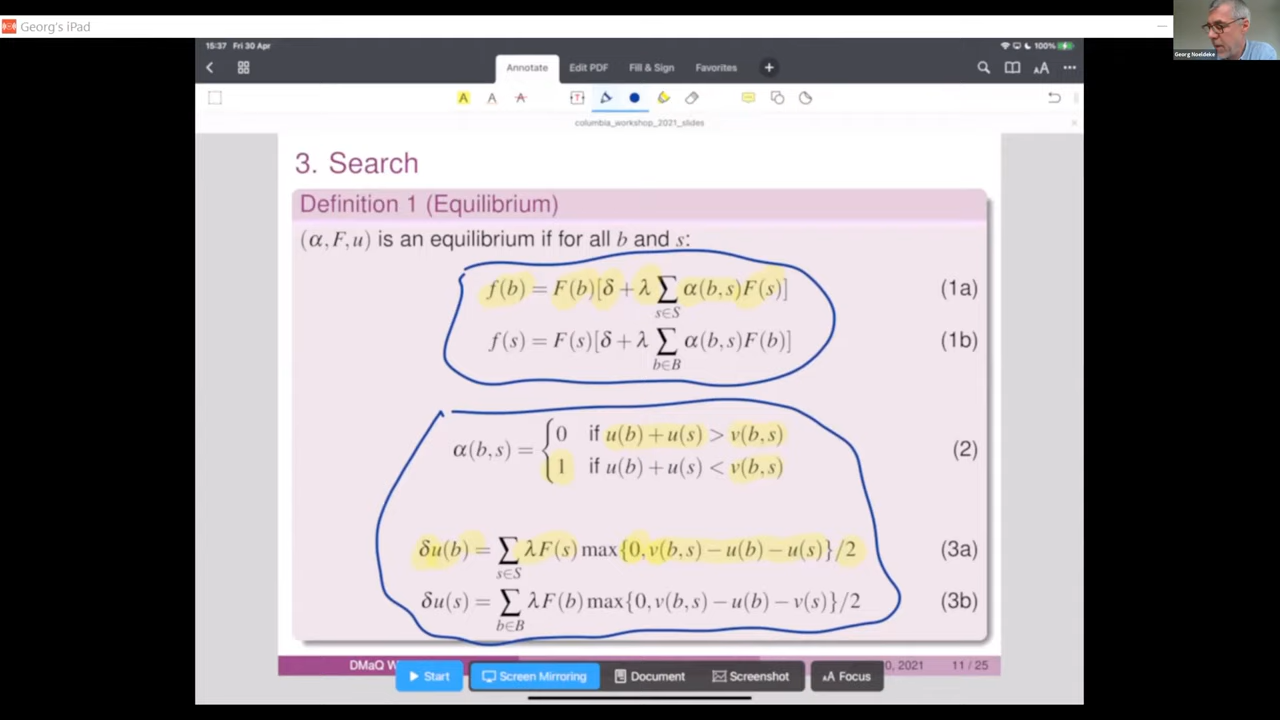 Georg's iPad
Georg Noeldeke
15:37 Fri 30 Apr
100%
Annotate Edit PDF Fill & Sign Favorites +
columbia_workshop_2021_slides
3. Search
Definition 1 (Equilibrium)
(α, F, u) is an equilibrium if for all b and s:
f(b) = F(b)[δ + λ ∑_{s∈S} α(b,s)F(s)] (1a)
f(s) = F(s)[δ + λ ∑_{b∈B} α(b,s)F(b)] (1b)
α(b,s) = { 0 if u(b) + u(s) > v(b,s)
1 if u(b) + u(s) < v(b,s) (2)
δu(b) = ∑_{s∈S} λF(s) max{0, v(b,s) − u(b) − u(s)}/2 (3a)
δu(s) = ∑_{b∈B} λF(b) max{0, v(b,s) − u(b) − v(s)}/2 (3b)
DMaQ W 0, 2021 11 / 25
Start Screen Mirroring Document Screenshot AA Focus